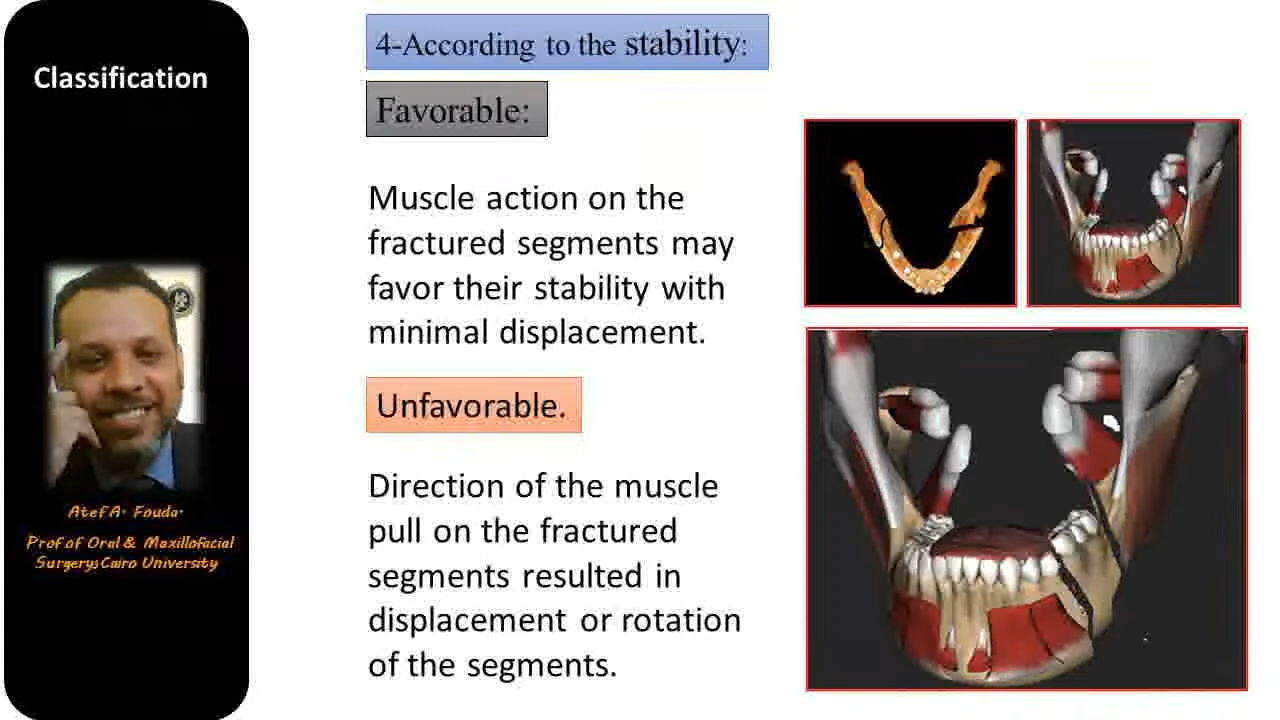 Classification
AtefA. Fouda.
Prof.of Oral & Maxillofacial
Surgery,Cairo University
4-According to the stability:
Favorable:
Muscle action on the
fractured segments may
favor their stability with
minimal displacement.
Unfavorable.
Direction of the muscle
pull on the fractured
segments resulted in
displacement or rotation
of the segments.